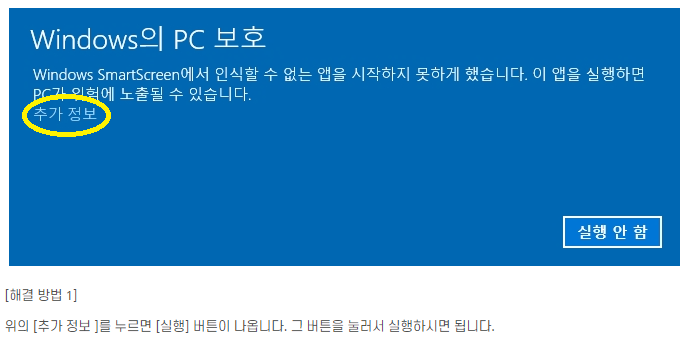 Windows의 PC 보호
Windows SmartScreen에서 인식할 수 없는 앱을 시작하지 못하게 했습니다. 이 앱을 실행하면
PC가 위험에 노출될 수 있습니다.
추가 정보
실행 안 함
[해결 방법 1]
위의 [추가 정보 ]를 누르면 [실행] 버튼이 나옵니다. 그 버튼을 눌러서 실행하시면 됩니다.